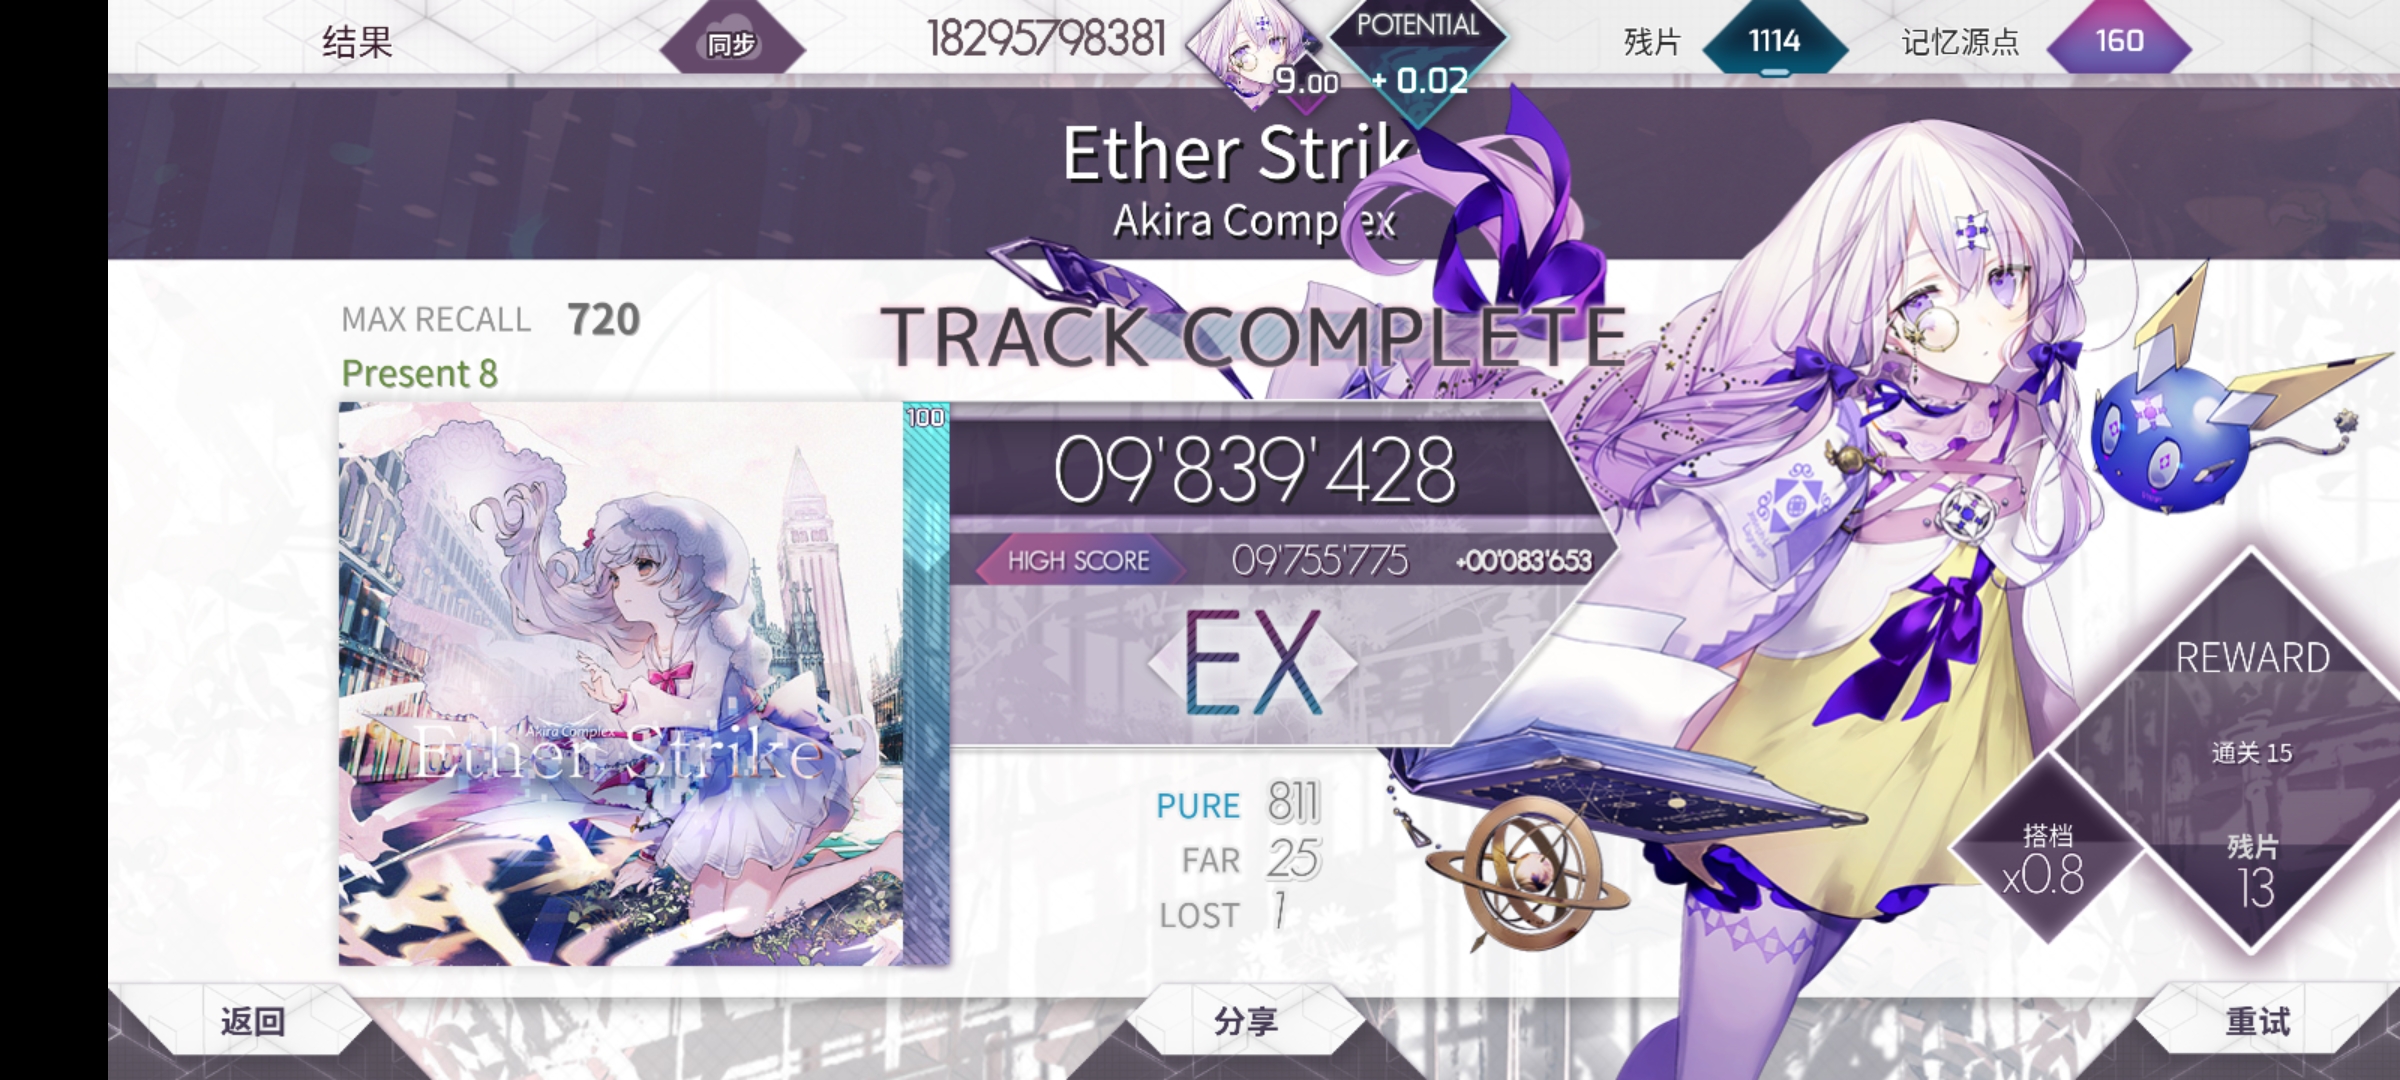 结果
同步
18295798381
9.00
POTENTIAL
+ 0.02
残片
1114
记忆源点
160
Ether Strik
Akira Complex
MAX RECALL 720
Present 8
TRACK COMPLETE
100
09'839'428
HIGH SCORE 09'755'775 +00'083'653
EX
Akira Complex
Ether Strike
PURE 811
FAR 25
LOST 1
REWARD
通关 15
搭档
x0.8
残片
13
返回
分享
重试